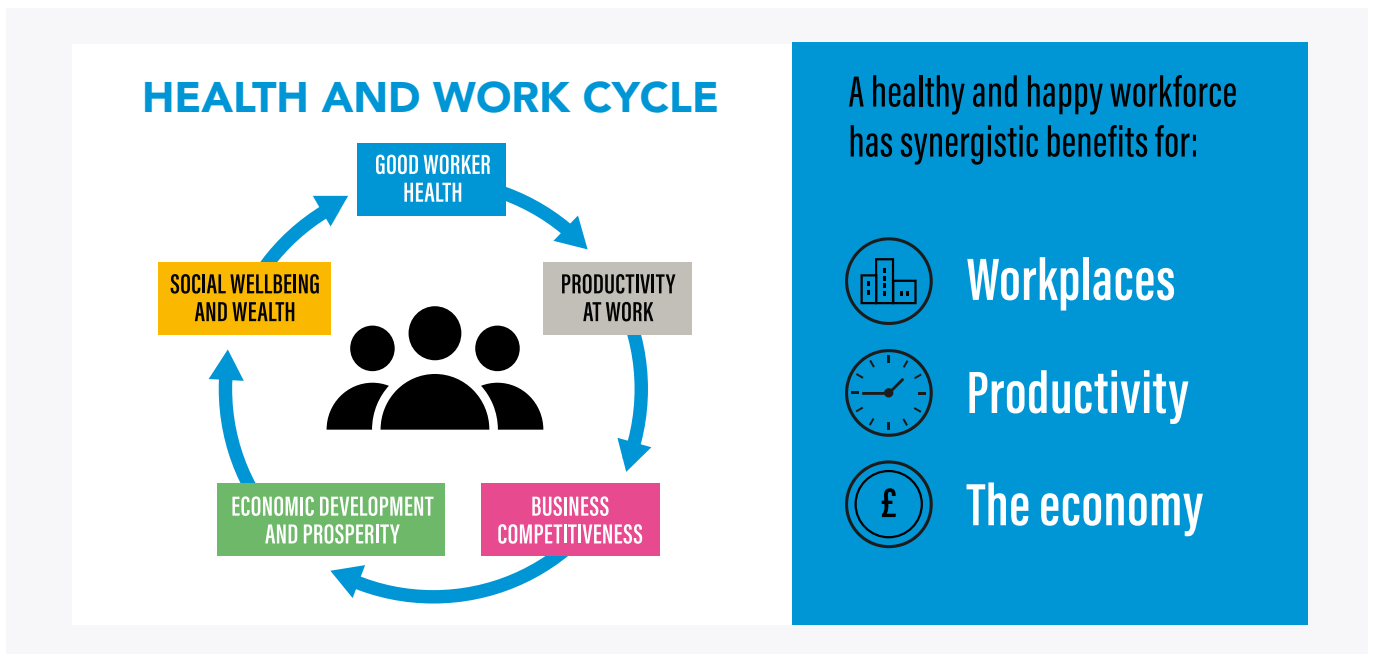 HEALTH AND WORK CYCLE
GOOD WORKER
HEALTH
PRODUCTIVITY
AT WORK
BUSINESS
COMPETITIVENESS
ECONOMIC DEVELOPMENT
AND PROSPERITY
SOCIAL WELLBEING
AND WEALTH
A healthy and happy workforce
has synergistic benefits for:
Workplaces
Productivity
£
The economy